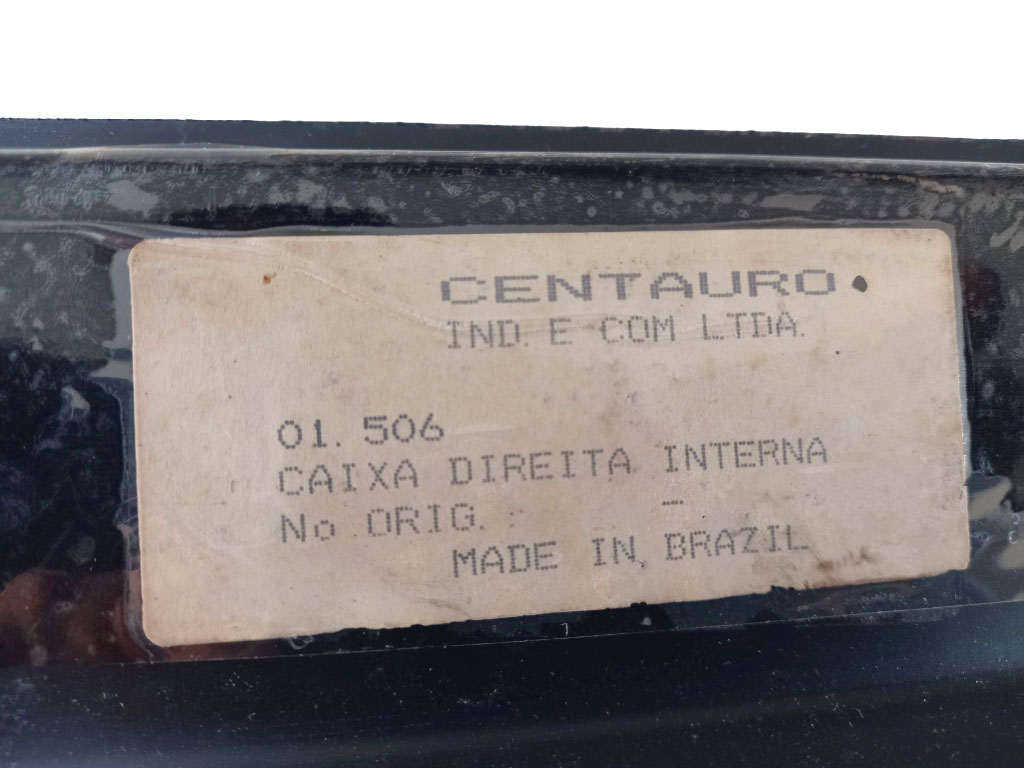 CENTAURO
IND. E COM LTDA.
01. 506
CAIXA DIREITA INTERNA
No ORIG. : -
MADE IN BRAZIL